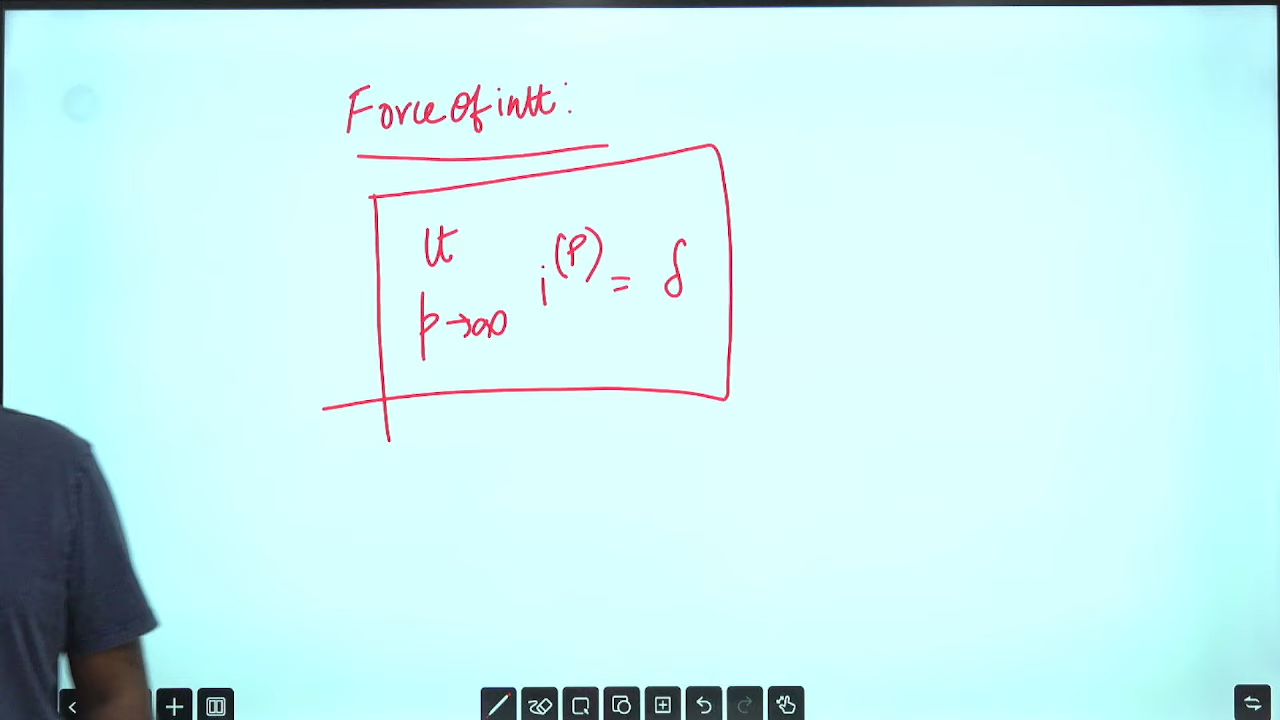 Force of intt:
lt i(p) = δ
p→∞